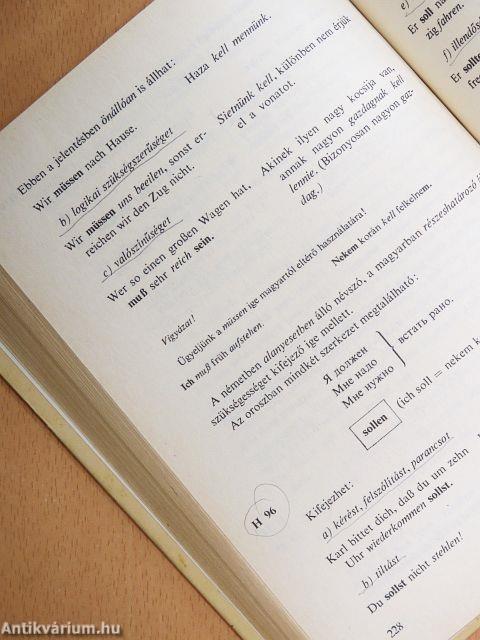 Ebben a jelentésben önállóan is állhat:
Wir müssen nach Hause. Haza kell mennünk.
b) logikai szükségszerűséget
Wir müssen uns beeilen, sonst er- Sietnünk kell, különben nem érjük
reichen wir den Zug nicht. el a vonatot.
c) valószínűséget
Wer so einen großen Wagen hat, Akinek ilyen nagy kocsija van,
muß sehr reich sein. annak nagyon gazdagnak kell
lennie. (Bizonyosan nagyon gaz-
dag.)
Vigyázat!
Ügyeljünk a müssen ige magyartól eltérő használatára!
Ich muß früh aufstehen. Nekem korán kell felkelnem.
A németben alanyesetben álló névszó, a magyarban részeshatározó
szükségességet kifejező ige mellett.
Az oroszban mindkét szerkezet megtalálható:
Я должен
Мне надо встать рано.
Мне нужно
sollen (ich soll = nekem k
H 96
Kifejezhet:
a) kérést, felszólítást, parancsot
Karl bittet dich, daß du um zehn
Uhr wiederkommen sollst.
b) tiltást
Du sollst nicht stehlen!
228
e)
Er soll na
zig fahren.
f) illendős
Er sollte
fre
Antikvárium.hu